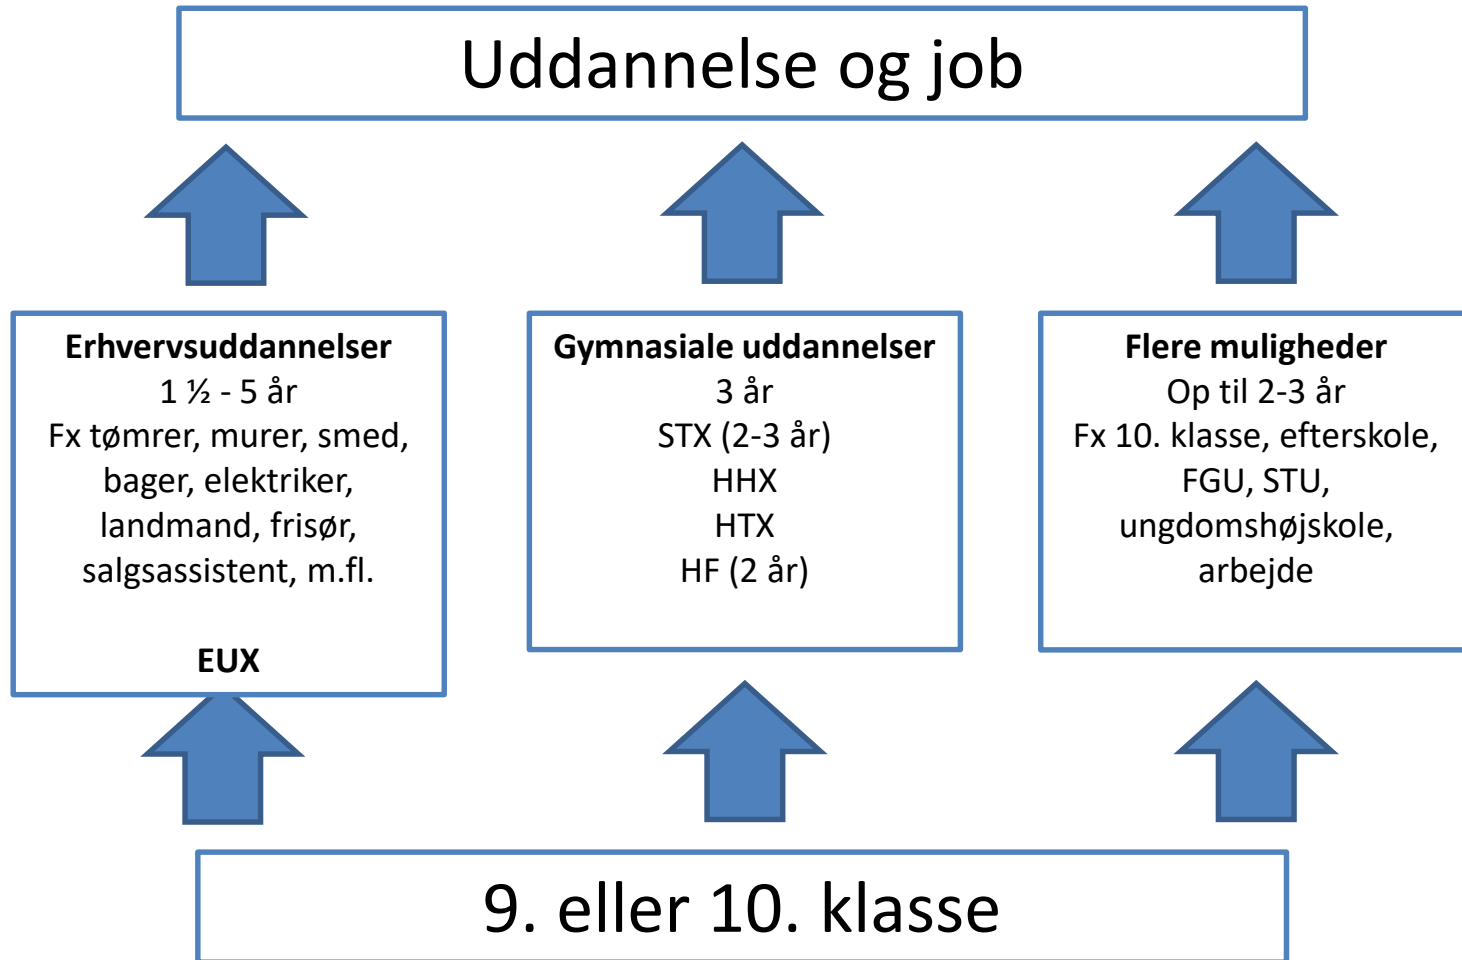 Uddannelse og job
Erhvervsuddannelser
1 ½ - 5 år
Fx tømrer, murer, smed,
bager, elektriker,
landmand, frisør,
salgsassistent, m.fl.
EUX
Gymnasiale uddannelser
3 år
STX (2-3 år)
HHX
HTX
HF (2 år)
Flere muligheder
Op til 2-3 år
Fx 10. klasse, efterskole,
FGU, STU,
ungdomshøjskole,
arbejde
9. eller 10. klasse